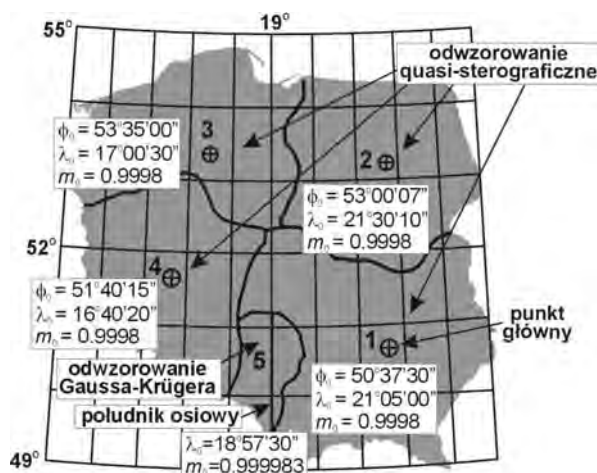 55°
19°
odwzorowanie
quasi-sterograficzne
3
ϕ₀ = 53°35'00"
λ₀ = 17°00'30"
m₀ = 0.9998
2
ϕ₀ = 53°00'07"
λ₀ = 21°30'10"
m₀ = 0.9998
52°
4
ϕ₀ = 51°40'15"
λ₀ = 16°40'20"
m₀ = 0.9998
punkt
główny
1
odwzorowanie
Gaussa-Krügera
5
ϕ₀ = 50°37'30"
λ₀ = 21°05'00"
m₀ = 0.9998
południk osiowy
λ₀=18°57'30"
m₀=0.999983
49°